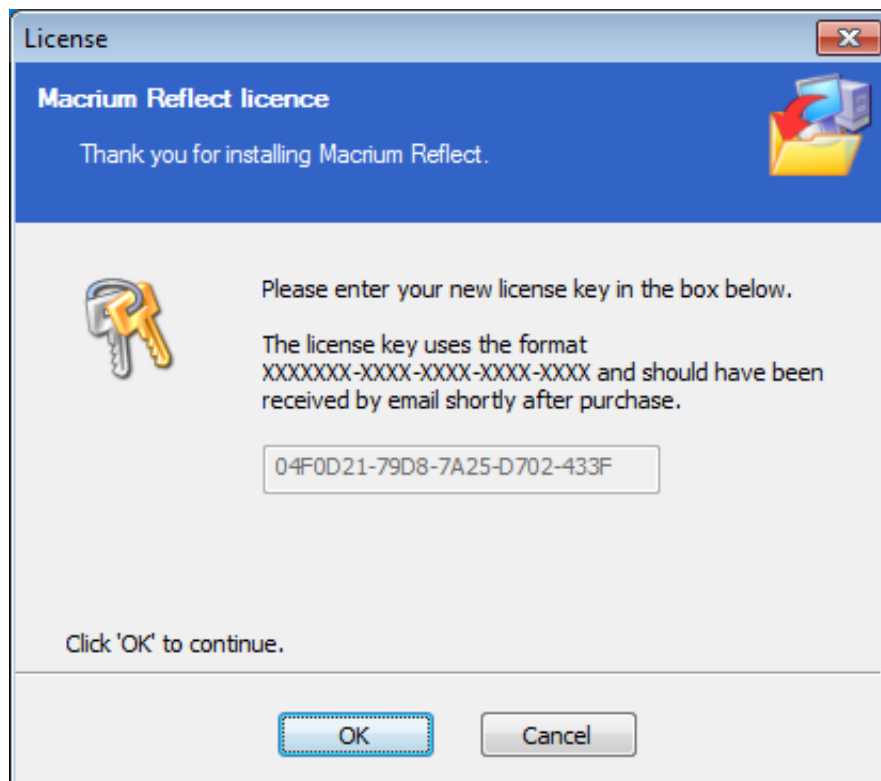 License
Macrium Reflect licence
Thank you for installing Macrium Reflect.
Please enter your new license key in the box below.
The license key uses the format
XXXXXXX-XXXX-XXXX-XXXX-XXXX and should have been
received by email shortly after purchase.
04F0D21-79D8-7A25-D702-433F
Click 'OK' to continue.
OK
Cancel